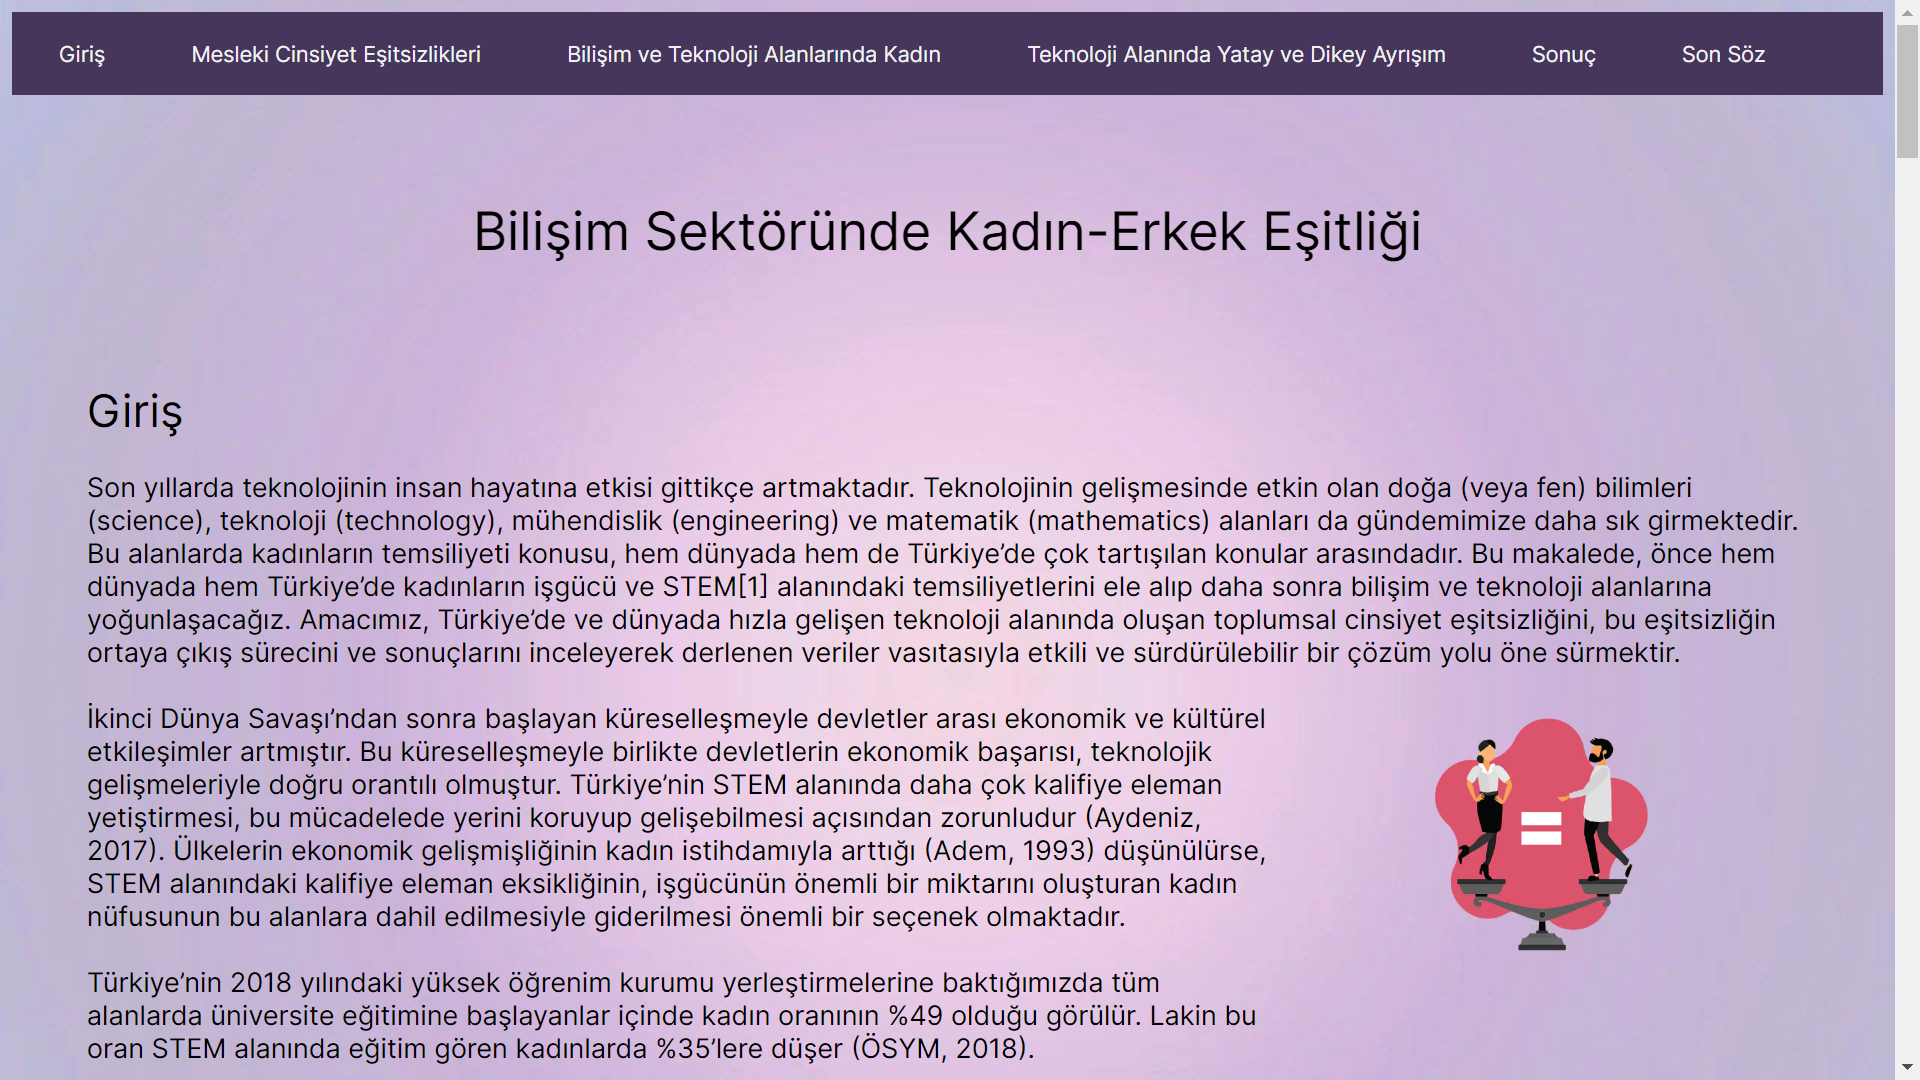 Giriş
Mesleki Cinsiyet Eşitsizlikleri
Bilişim ve Teknoloji Alanlarında Kadın
Teknoloji Alanında Yatay ve Dikey Ayrışım
Sonuç
Son Söz
Bilişim Sektöründe Kadın-Erkek Eşitliği
Giriş
Son yıllarda teknolojinin insan hayatına etkisi gittikçe artmaktadır. Teknolojinin gelişmesinde etkin olan doğa (veya fen) bilimleri
(science), teknoloji (technology), mühendislik (engineering) ve matematik (mathematics) alanları da gündemimize daha sık girmektedir.
Bu alanlarda kadınların temsiliyeti konusu, hem dünyada hem de Türkiye’de çok tartışılan konular arasındadır. Bu makalede, önce hem
dünyada hem Türkiye’de kadınların işgücü ve STEM[1] alanındaki temsiliyetlerini ele alıp daha sonra bilişim ve teknoloji alanlarına
yoğunlaşacağız. Amacımız, Türkiye’de ve dünyada hızla gelişen teknoloji alanında oluşan toplumsal cinsiyet eşitsizliğini, bu eşitsizliğin
ortaya çıkış sürecini ve sonuçlarını inceleyerek derlenen veriler vasıtasıyla etkili ve sürdürülebilir bir çözüm yolu öne sürmektir.
İkinci Dünya Savaşı’ndan sonra başlayan küreselleşmeyle devletler arası ekonomik ve kültürel
etkileşimler artmıştır. Bu küreselleşmeyle birlikte devletlerin ekonomik başarısı, teknolojik
gelişmeleriyle doğru orantılı olmuştur. Türkiye’nin STEM alanında daha çok kalifiye eleman
yetiştirmesi, bu mücadelede yerini koruyup gelişebilmesi açısından zorunludur (Aydeniz,
2017). Ülkelerin ekonomik gelişmişliğinin kadın istihdamıyla arttığı (Adem, 1993) düşünülürse,
STEM alanındaki kalifiye eleman eksikliğinin, işgücünün önemli bir miktarını oluşturan kadın
nüfusunun bu alanlara dahil edilmesiyle giderilmesi önemli bir seçenek olmaktadır.
Türkiye’nin 2018 yılındaki yüksek öğrenim kurumu yerleştirmelerine baktığımızda tüm
alanlarda üniversite eğitimine başlayanlar içinde kadın oranının %49 olduğu görülür. Lakin bu
oran STEM alanında eğitim gören kadınlarda %35’lere düşer (ÖSYM, 2018).